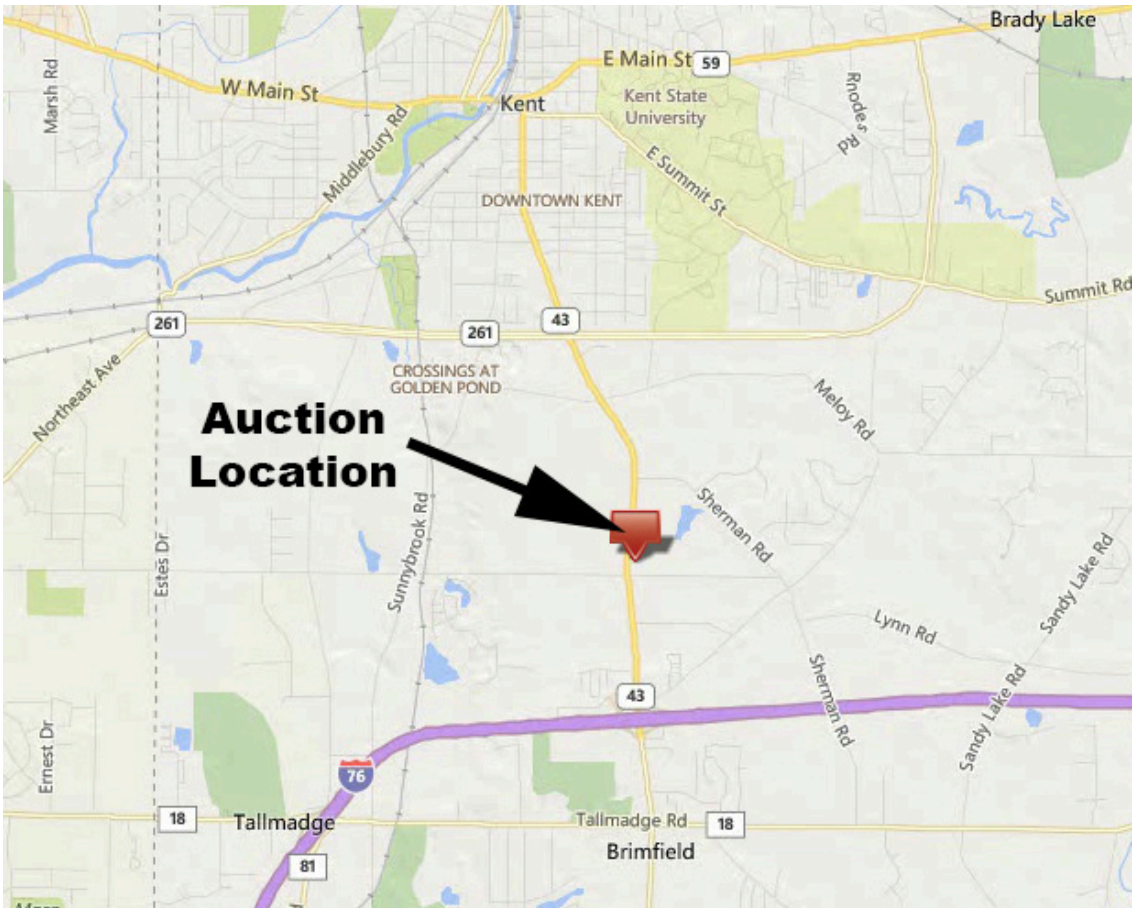 Brady Lake
E Main St
59
Marsh Rd
W Main St
Kent
Kent State
University
Rhodes
Rd
Middlebury Rd
E Summit St
DOWNTOWN KENT
Summit Rd
261
43
261
CROSSINGS AT
GOLDEN POND
Northeast Ave
Meloy Rd
Auction
Location
Sherman Rd
Sunnybrook Rd
Estes Dr
Sandy Lake Rd
Lynn Rd
Sherman Rd
43
Sandy Lake Rd
Ernest Dr
76
18
Tallmadge
Tallmadge Rd
18
Brimfield
81